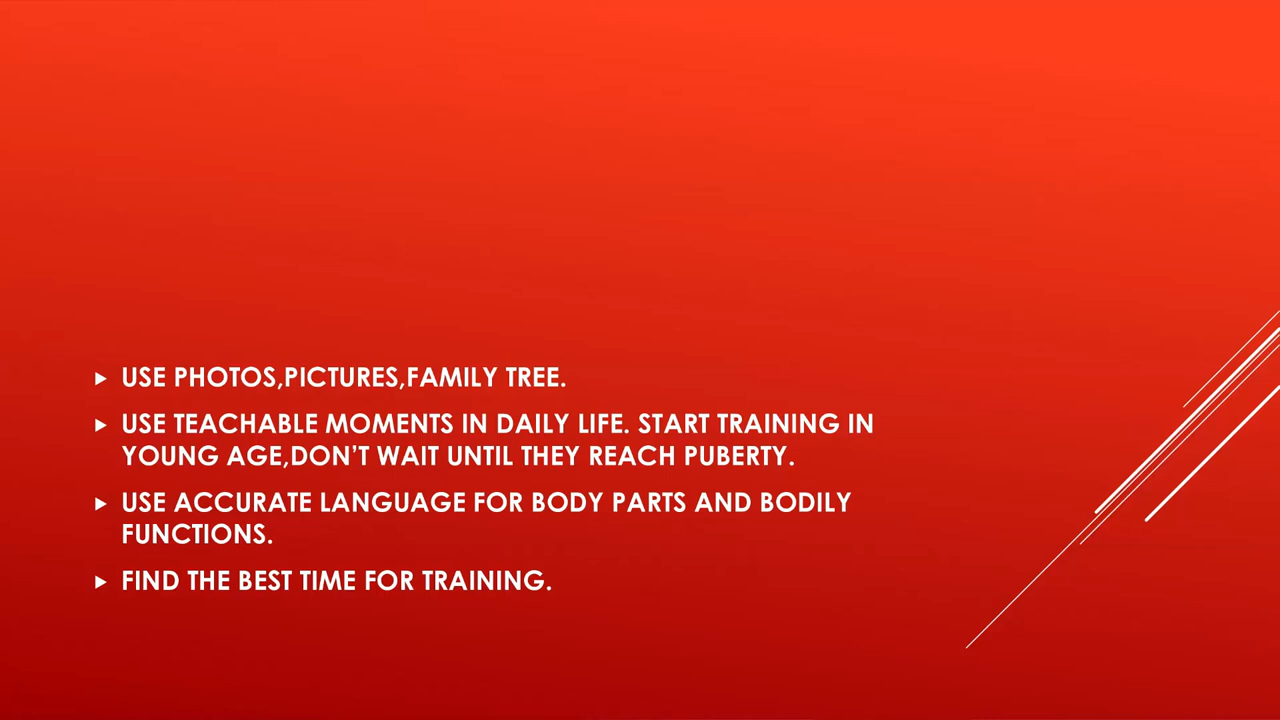 USE PHOTOS,PICTURES,FAMILY TREE.
USE TEACHABLE MOMENTS IN DAILY LIFE. START TRAINING IN
YOUNG AGE,DON’T WAIT UNTIL THEY REACH PUBERTY.
USE ACCURATE LANGUAGE FOR BODY PARTS AND BODILY
FUNCTIONS.
FIND THE BEST TIME FOR TRAINING.